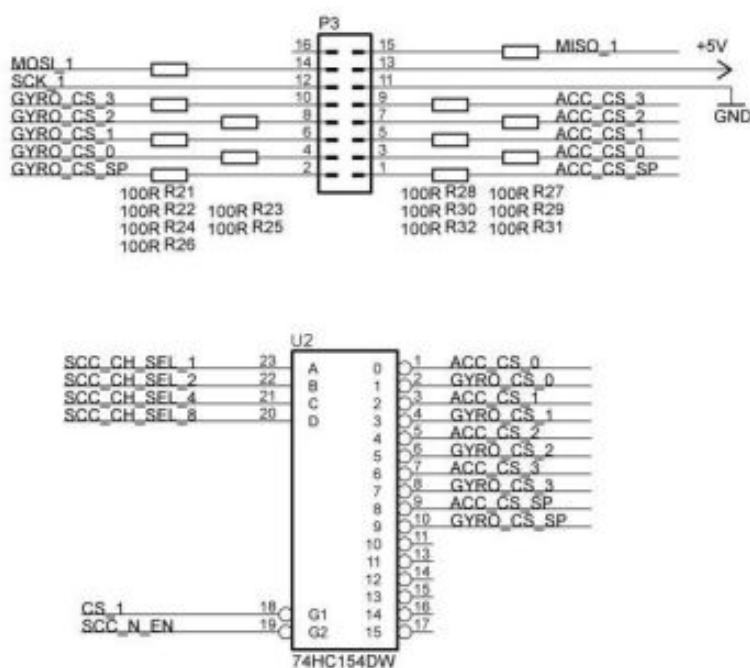 P3
16 15 MISO_1 +5V
MOSI_1 14 13
SCK_1 12 11
GYRO_CS_3 10 9 ACC_CS_3 GND
GYRO_CS_2 8 7 ACC_CS_2
GYRO_CS_1 6 5 ACC_CS_1
GYRO_CS_0 4 3 ACC_CS_0
GYRO_CS_SP 2 1 ACC_CS_SP
100R R21 100R R28 100R R27
100R R22 100R R23 100R R30 100R R29
100R R24 100R R25 100R R32 100R R31
100R R26
U2
SCC_CH_SEL_1 23 A 0 1 ACC_CS_0
SCC_CH_SEL_2 22 B 1 2 GYRO_CS_0
SCC_CH_SEL_4 21 C 2 3 ACC_CS_1
SCC_CH_SEL_8 20 D 3 4 GYRO_CS_1
4 5 ACC_CS_2
5 6 GYRO_CS_2
6 7 ACC_CS_3
7 8 GYRO_CS_3
8 9 ACC_CS_SP
9 10 GYRO_CS_SP
10 11
11 13
12 14
13 15
CS_1 18 G1 14 16
SCC_N_EN 19 G2 15 17
74HC154DW